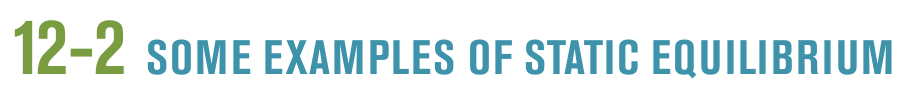 12-2 SOME EXAMPLES OF STATIC EQUILIBRIUM